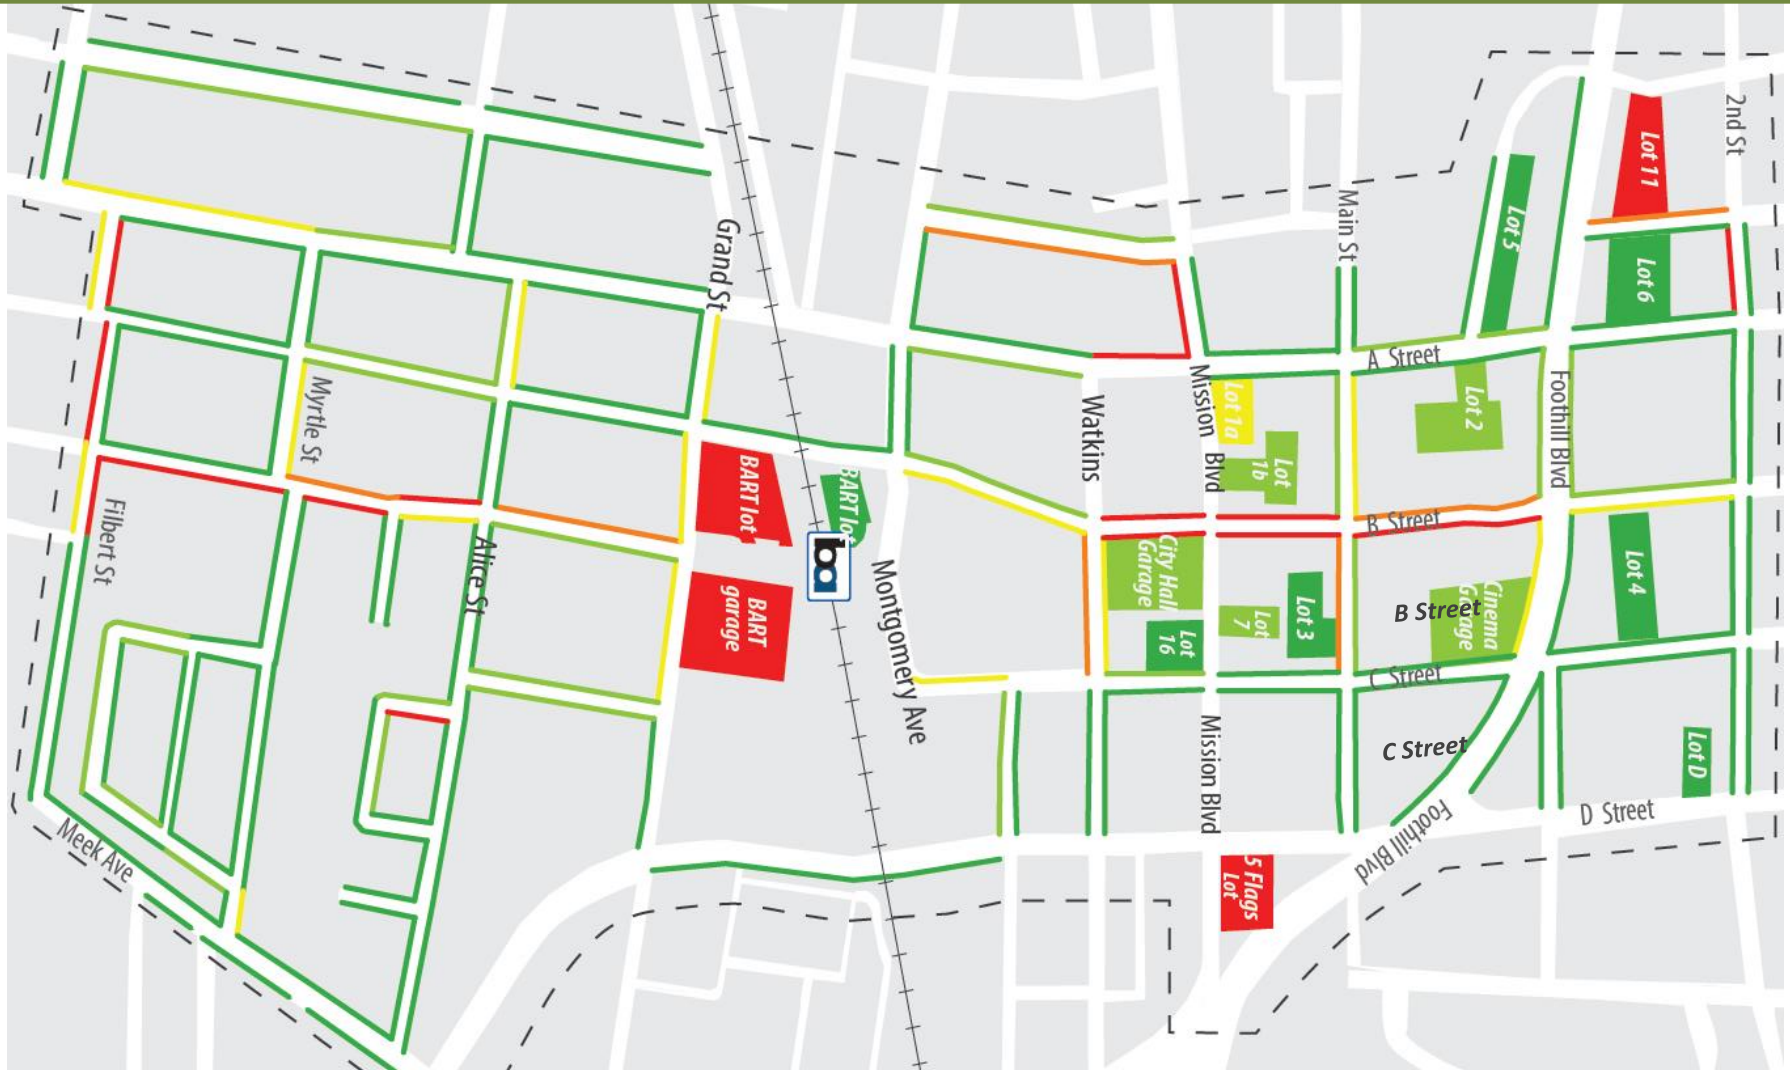 2nd St
Lot 11
Main St
Lot 5
Grand St
Lot 6
A Street
Myrtle St
Watkins
Mission
Blvd
Lot 1a
Lot
1b
Lot 2
Foothill Blvd
BART lot
BART lot
B Street
Filbert St
Alice St
ba
BART
garage
Montgomery Ave
City Hall
Garage
Lot
16
Lot
7
Lot 3
B Street
Cinema
Lot 4
C Street
Mission Blvd
C Street
Lot D
Meek Ave
Foothill Blvd
D Street
5 Flags
Lot